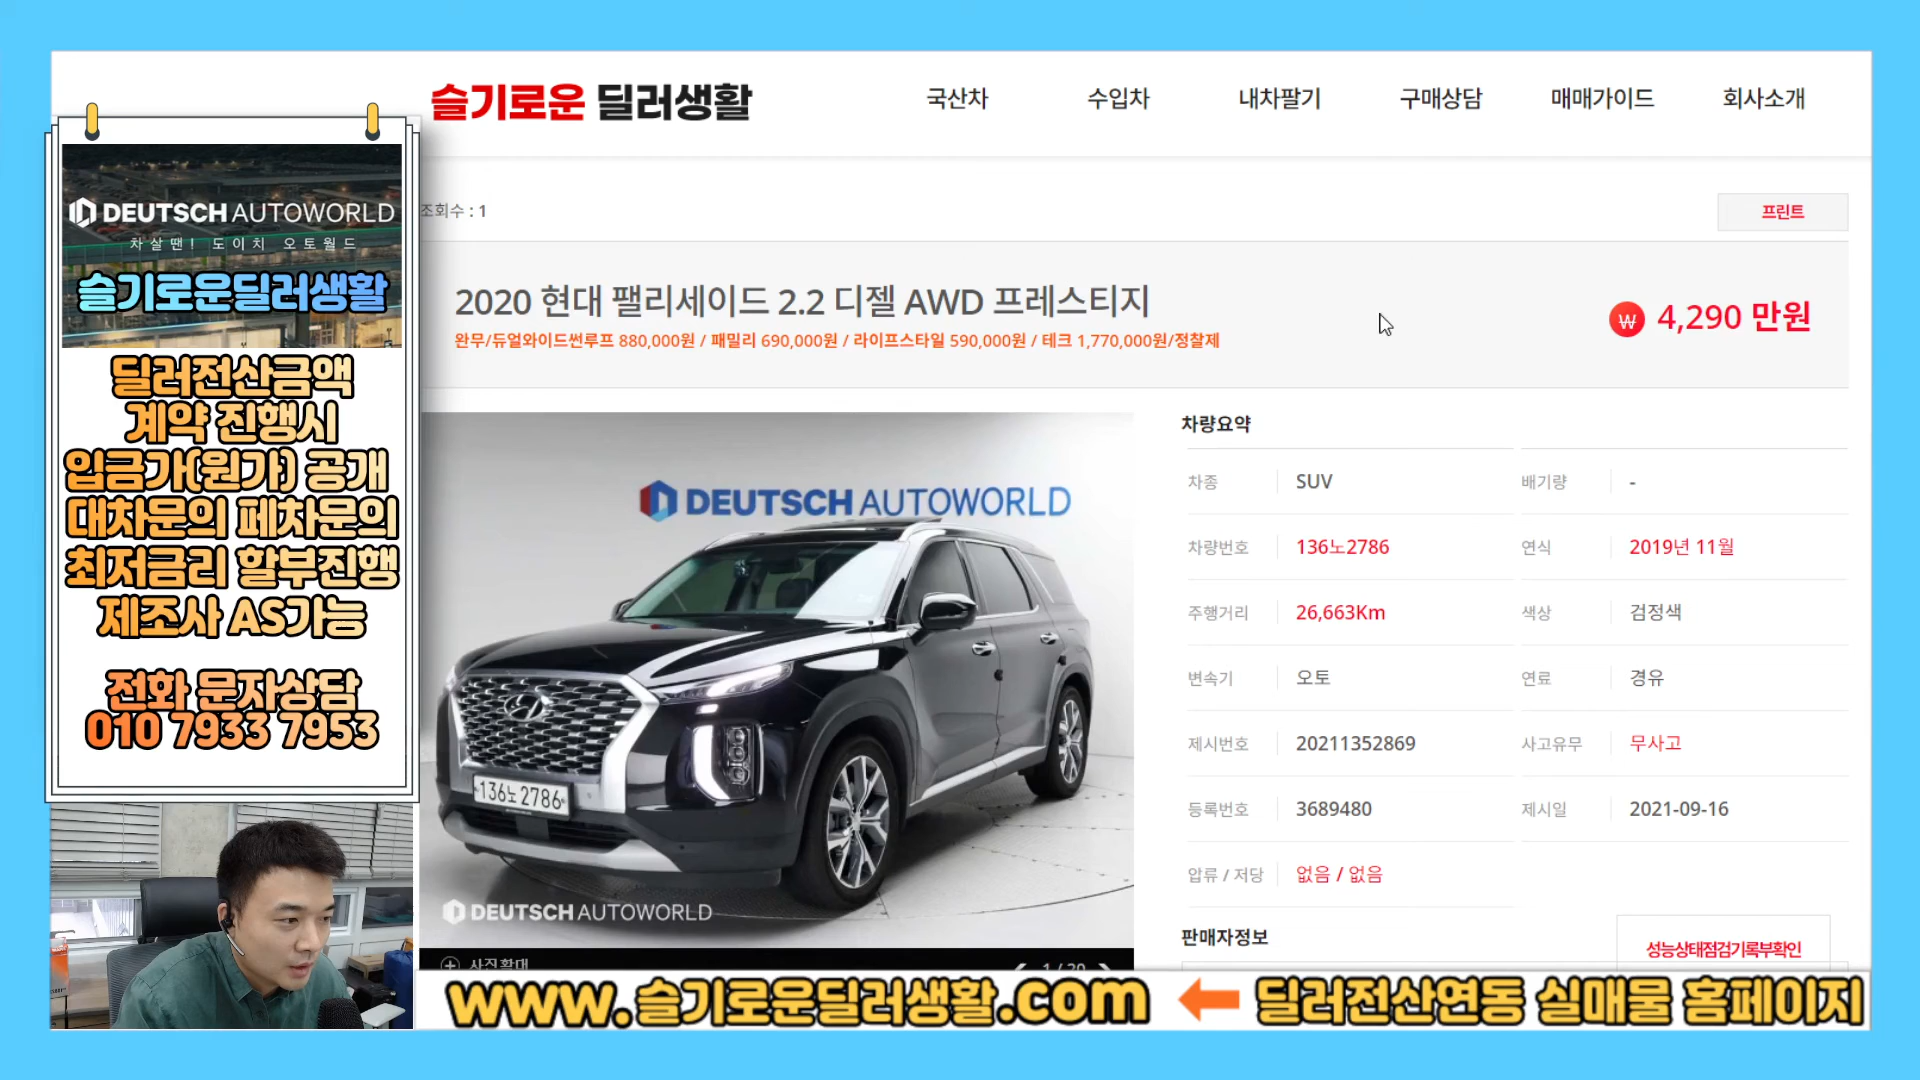 슬기로운 딜러생활
국산차
수입차
내차팔기
구매상담
매매가이드
회사소개
DEUTSCH AUTOWORLD
차살땐! 도이치 오토월드
슬기로운딜러생활
딜러전산금액
계약 진행시
입금가(원가) 공개
대차문의 폐차문의
최저금리 할부진행
제조사 AS가능
전화 문자상담
010 7933 7953
조회수 : 1
프린트
2020 현대 팰리세이드 2.2 디젤 AWD 프레스티지
완무/듀얼와이드썬루프 880,000원 / 패밀리 690,000원 / 라이프스타일 590,000원 / 테크 1,770,000원/정찰제
₩ 4,290 만원
DEUTSCH AUTOWORLD
136노 2786
DEUTSCH AUTOWORLD
사진확대
1 / 20
차량요약
차종 SUV 배기량 -
차량번호 136노2786 연식 2019년 11월
주행거리 26,663Km 색상 검정색
변속기 오토 연료 경유
제시번호 20211352869 사고유무 무사고
등록번호 3689480 제시일 2021-09-16
압류 / 저당 없음 / 없음
판매자정보
성능상태점검기록부확인
www.슬기로운딜러생활.com 딜러전산연동 실매물 홈페이지